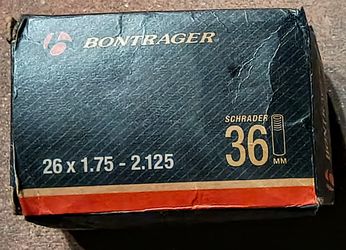 BONTRAGER
SCHRADER
36
MM
26 x 1.75 - 2.125